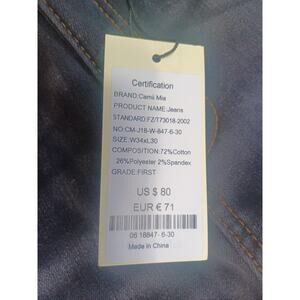 Certification
BRAND:Camii Mia
PRODUCT NAME:Jeans
STANDARD:FZ/T73018-2002
NO:CM-J18-W-847-6-30
SIZE:W34xL30
COMPOSITION:72%Cotton
26%Polyester 2%Spandex
GRADE:FIRST
US $ 80
EUR € 71
06 18847- 6-30
Made in China